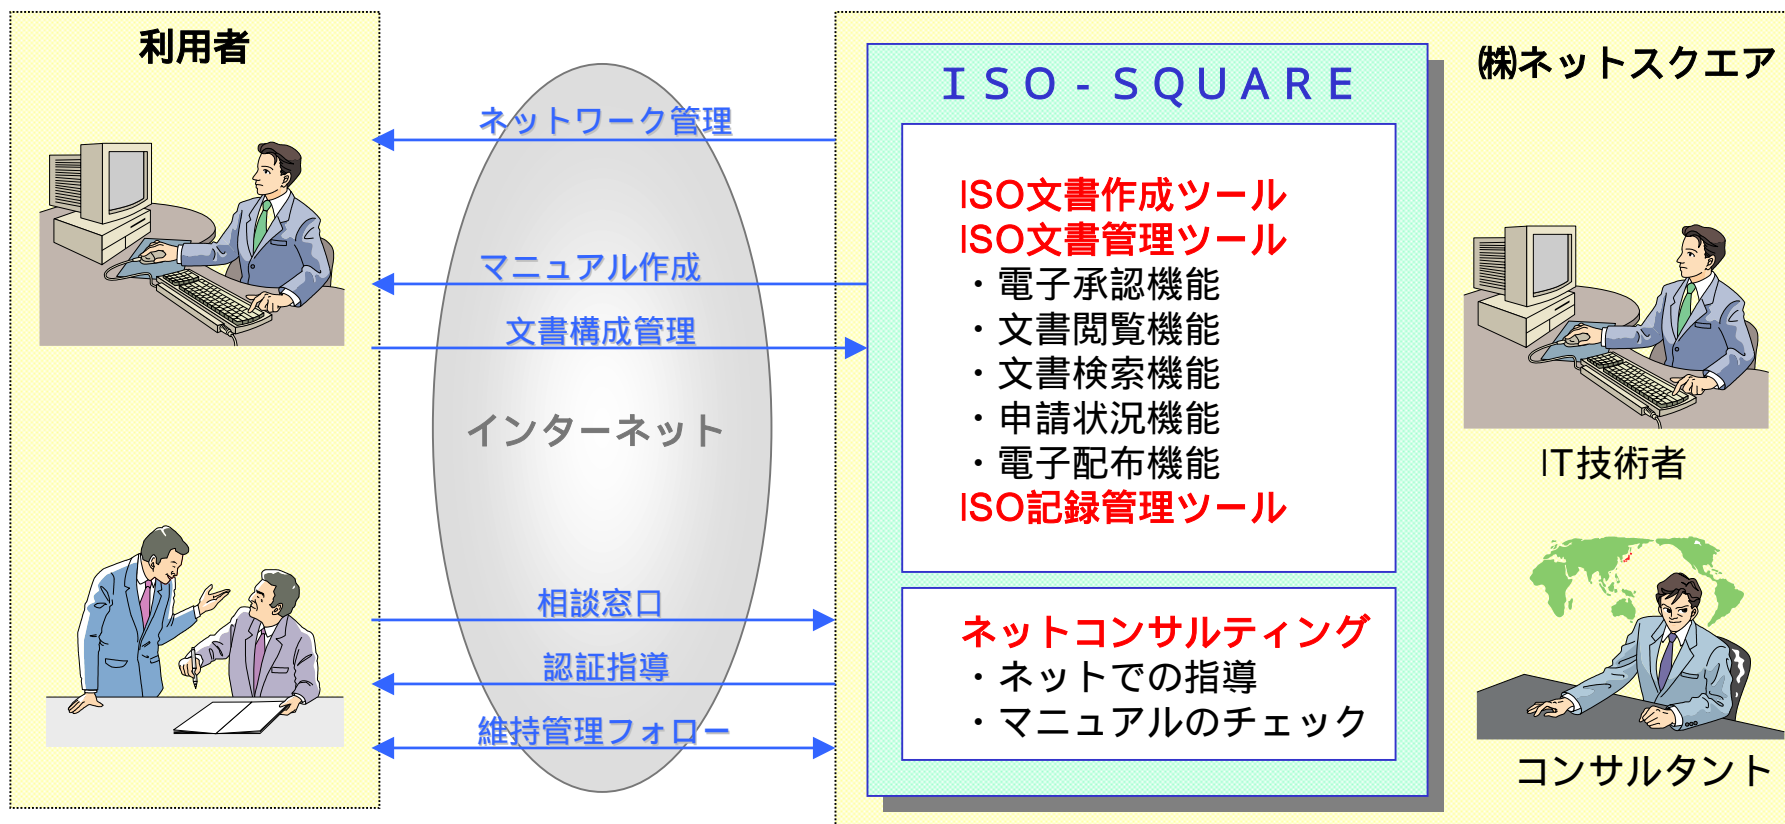 利用者
ネットワーク管理
マニュアル作成
文書構成管理
インターネット
相談窓口
認証指導
維持管理フォロー
ISO-SQUARE
ISO文書作成ツール
ISO文書管理ツール
・電子承認機能
・文書閲覧機能
・文書検索機能
・申請状況機能
・電子配布機能
ISO記録管理ツール
ネットコンサルティング
・ネットでの指導
・マニュアルのチェック
㈱ネットスクエア
IT技術者
コンサルタント